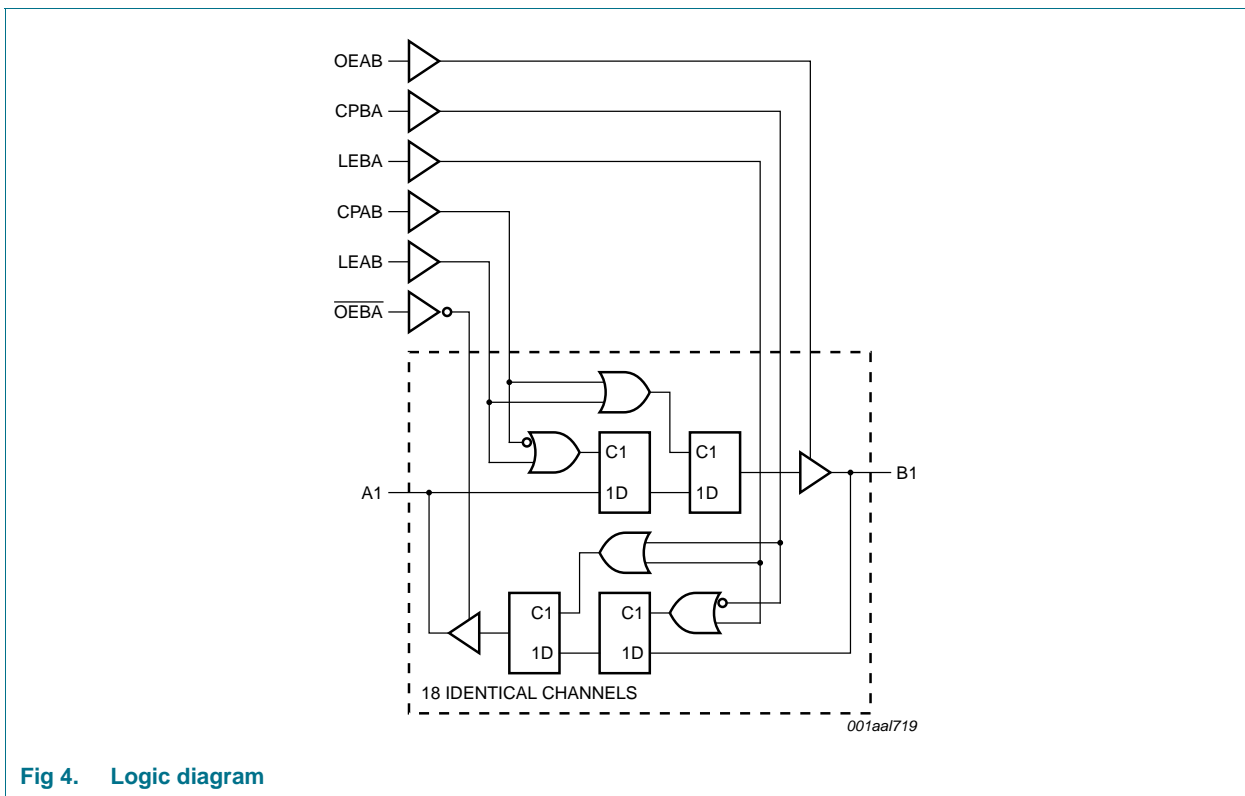 OEAB
CPBA
LEBA
CPAB
LEAB
OEBA
C1
C1
1D
1D
A1
B1
C1
C1
1D
1D
18 IDENTICAL CHANNELS
001aal719
Fig 4. Logic diagram